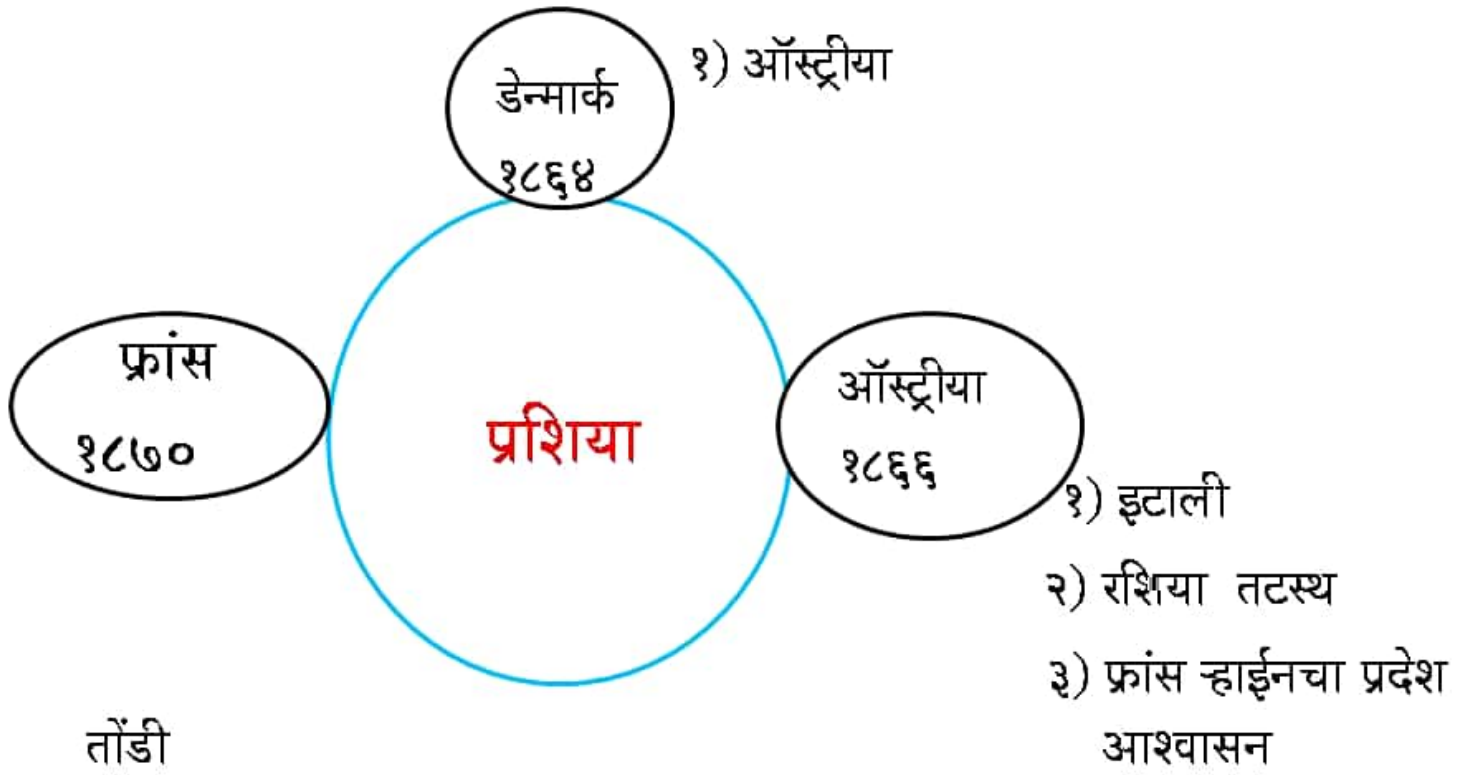 डेन्मार्क
१८६४
१) ऑस्ट्रीया
फ्रांस
१८७०
प्रशिया
ऑस्ट्रीया
१८६६
१) इटाली
२) रशिया तटस्थ
३) फ्रांस ऱ्हाईनचा प्रदेश
आश्वासन
तोंडी